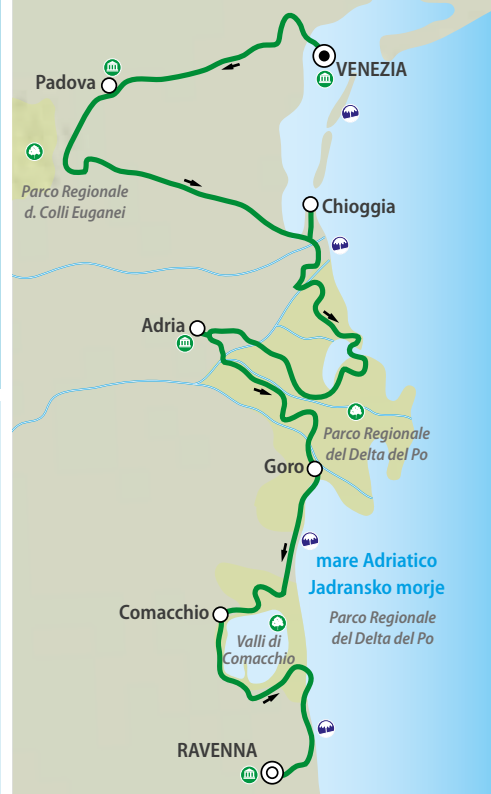 VENEZIA
Padova
Parco Regionale
d. Colli Euganei
Chioggia
Adria
Parco Regionale
del Delta del Po
Goro
mare Adriatico
Jadransko morje
Comacchio
Parco Regionale
del Delta del Po
Valli di
Comacchio
RAVENNA